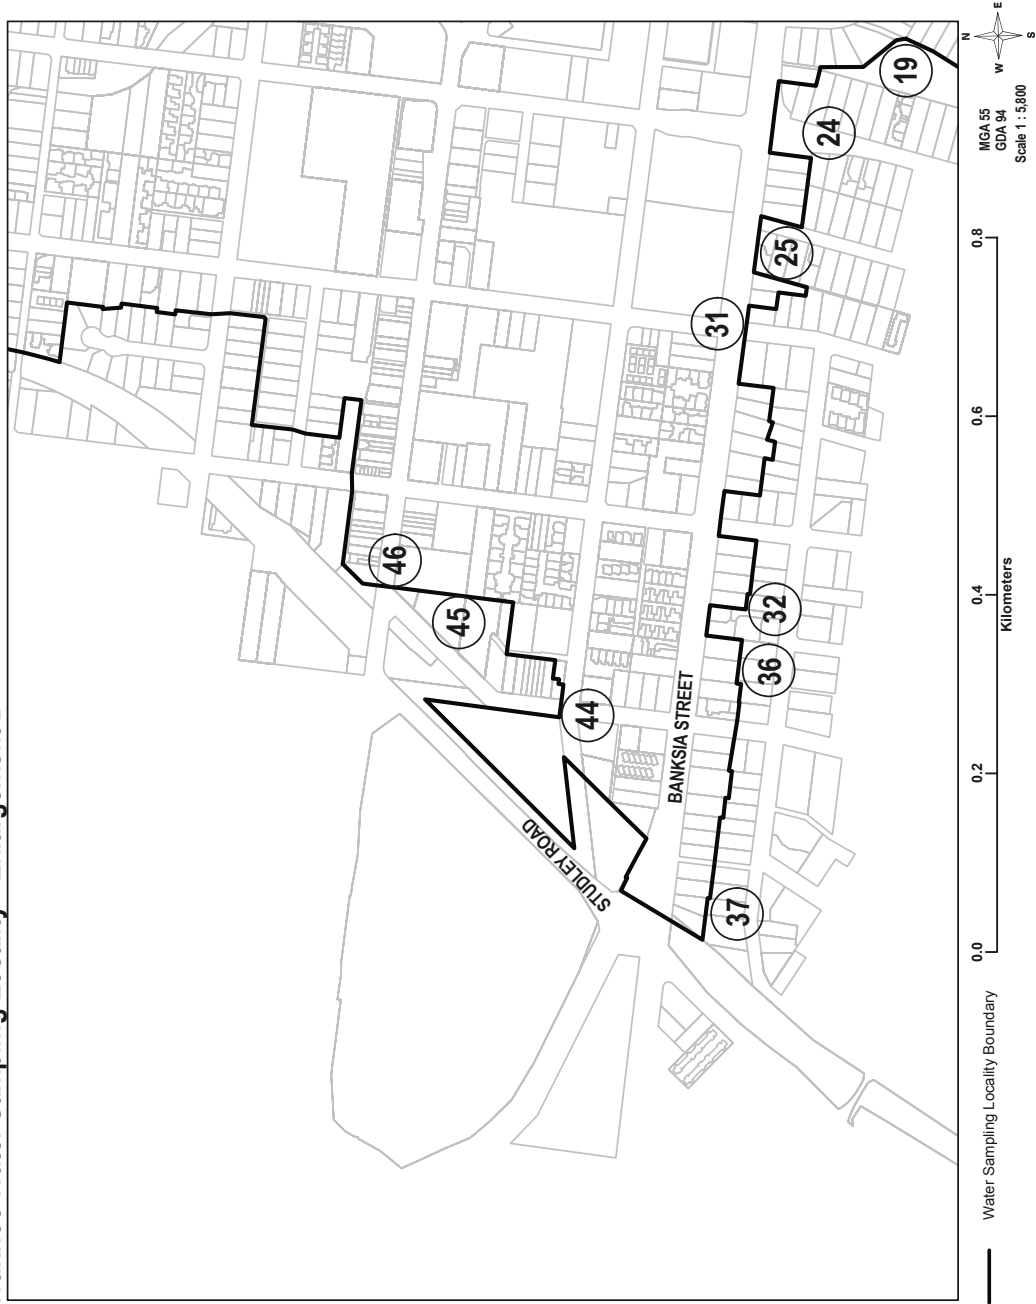 46
45
44
31
25
24
19
32
36
37
STUDLEY ROAD
BANKSIA STREET
Water Sampling Locality Boundary
0.0
0.2
0.4
0.6
0.8
Kilometers
MGA 55
GDA 94
Scale 1 : 5,800
N
E
S
W